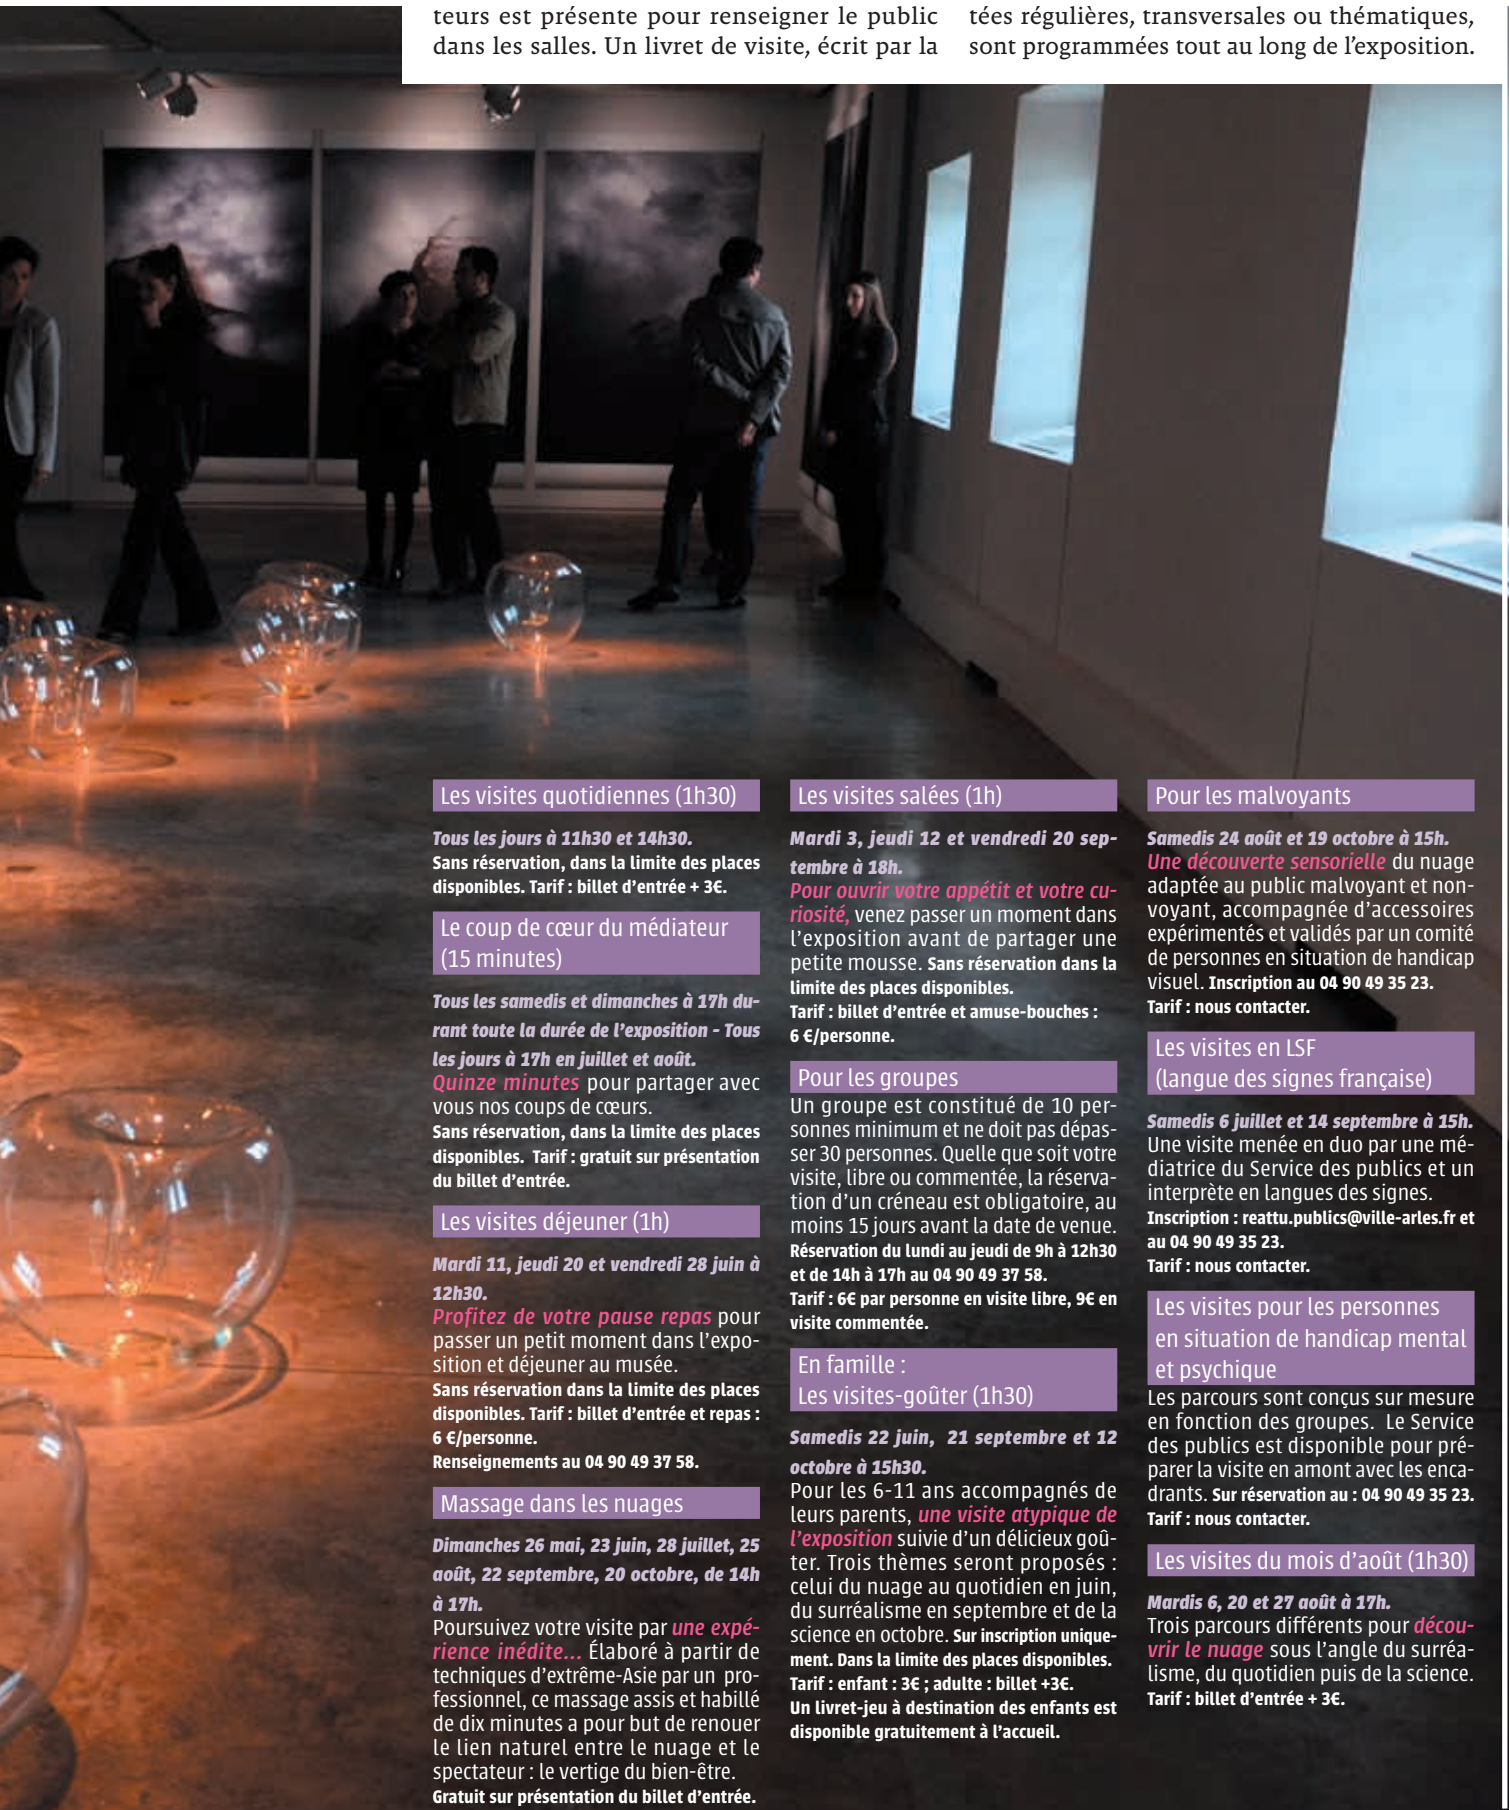 teurs est présente pour renseigner le public
dans les salles. Un livret de visite, écrit par la
tées régulières, transversales ou thématiques,
sont programmées tout au long de l'exposition.
Les visites quotidiennes (1h30)
Tous les jours à 11h30 et 14h30.
Sans réservation, dans la limite des places
disponibles. Tarif : billet d'entrée + 3€.
Le coup de cœur du médiateur
(15 minutes)
Tous les samedis et dimanches à 17h du-
rant toute la durée de l'exposition - Tous
les jours à 17h en juillet et août.
Quinze minutes pour partager avec
vous nos coups de cœurs.
Sans réservation, dans la limite des places
disponibles. Tarif : gratuit sur présentation
du billet d'entrée.
Les visites déjeuner (1h)
Mardi 11, jeudi 20 et vendredi 28 juin à
12h30.
Profitez de votre pause repas pour
passer un petit moment dans l'expo-
sition et déjeuner au musée.
Sans réservation dans la limite des places
disponibles. Tarif : billet d'entrée et repas :
6 €/personne.
Renseignements au 04 90 49 37 58.
Massage dans les nuages
Dimanches 26 mai, 23 juin, 28 juillet, 25
août, 22 septembre, 20 octobre, de 14h
à 17h.
Poursuivez votre visite par une expé-
rience inédite... Élaboré à partir de
techniques d'extrême-Asie par un pro-
fessionnel, ce massage assis et habillé
de dix minutes a pour but de renouer
le lien naturel entre le nuage et le
spectateur : le vertige du bien-être.
Gratuit sur présentation du billet d'entrée.
Les visites salées (1h)
Mardi 3, jeudi 12 et vendredi 20 sep-
tembre à 18h.
Pour ouvrir votre appétit et votre cu-
riosité, venez passer un moment dans
l'exposition avant de partager une
petite mousse. Sans réservation dans la
limite des places disponibles.
Tarif : billet d'entrée et amuse-bouches :
6 €/personne.
Pour les groupes
Un groupe est constitué de 10 per-
sonnes minimum et ne doit pas dépas-
ser 30 personnes. Quelle que soit votre
visite, libre ou commentée, la réserva-
tion d'un créneau est obligatoire, au
moins 15 jours avant la date de venue.
Réservation du lundi au jeudi de 9h à 12h30
et de 14h à 17h au 04 90 49 37 58.
Tarif : 6€ par personne en visite libre, 9€ en
visite commentée.
En famille :
Les visites-goûter (1h30)
Samedis 22 juin, 21 septembre et 12
octobre à 15h30.
Pour les 6-11 ans accompagnés de
leurs parents, une visite atypique de
l'exposition suivie d'un délicieux goû-
ter. Trois thèmes seront proposés :
celui du nuage au quotidien en juin,
du surréalisme en septembre et de la
science en octobre. Sur inscription unique-
ment. Dans la limite des places disponibles.
Tarif : enfant : 3€ ; adulte : billet +3€.
Un livret-jeu à destination des enfants est
disponible gratuitement à l'accueil.
Pour les malvoyants
Samedis 24 août et 19 octobre à 15h.
Une découverte sensorielle du nuage
adaptée au public malvoyant et non-
voyant, accompagnée d'accessoires
expérimentés et validés par un comité
de personnes en situation de handicap
visuel. Inscription au 04 90 49 35 23.
Tarif : nous contacter.
Les visites en LSF
(langue des signes française)
Samedis 6 juillet et 14 septembre à 15h.
Une visite menée en duo par une mé-
diatrice du Service des publics et un
interprète en langues des signes.
Inscription : reattu.publics@ville-arles.fr et
au 04 90 49 35 23.
Tarif : nous contacter.
Les visites pour les personnes
en situation de handicap mental
et psychique
Les parcours sont conçus sur mesure
en fonction des groupes. Le Service
des publics est disponible pour pré-
parer la visite en amont avec les enca-
drants. Sur réservation au : 04 90 49 35 23.
Tarif : nous contacter.
Les visites du mois d'août (1h30)
Mardis 6, 20 et 27 août à 17h.
Trois parcours différents pour décou-
vrir le nuage sous l'angle du surréa-
lisme, du quotidien puis de la science.
Tarif : billet d'entrée + 3€.